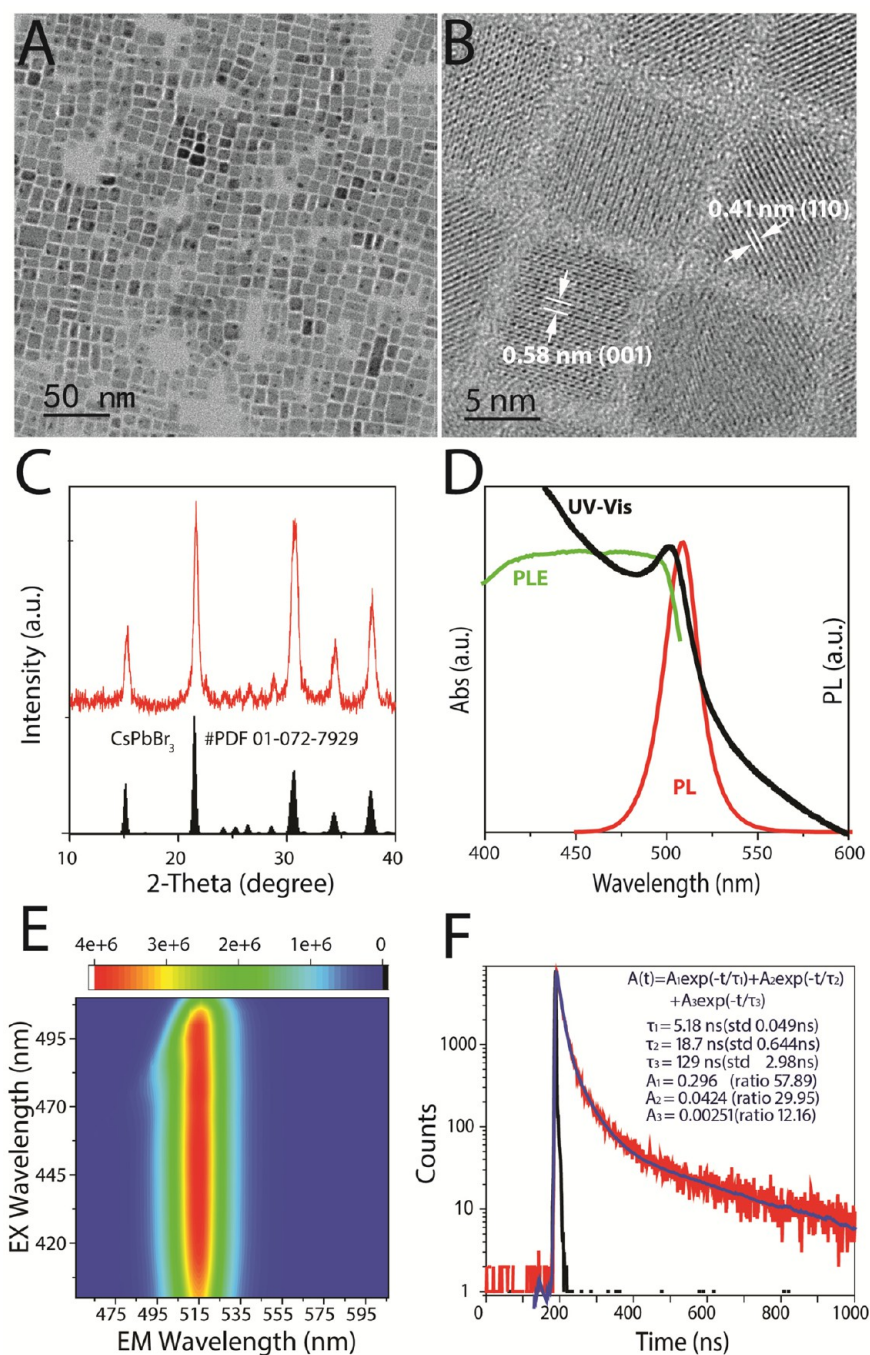 A
50 nm
B
0.41 nm (110)
0.58 nm (001)
5 nm
C
Intensity (a.u.)
CsPbBr₃ #PDF 01-072-7929
10 20 30 40
2-Theta (degree)
D
UV-Vis
PLE
PL
Abs (a.u.)
PL (a.u.)
400 450 500 550 600
Wavelength (nm)
E
4e+6 3e+6 2e+6 1e+6 0
EX Wavelength (nm)
495
470
445
420
475 495 515 535 555 575 595
EM Wavelength (nm)
F
A(t)=A₁exp(-t/τ₁)+A₂exp(-t/τ₂)
+A₃exp(-t/τ₃)
τ₁ = 5.18 ns(std 0.049ns)
τ₂ = 18.7 ns(std 0.644ns)
τ₃ = 129 ns(std 2.98ns)
A₁ = 0.296 (ratio 57.89)
A₂ = 0.0424 (ratio 29.95)
A₃ = 0.00251(ratio 12.16)
Counts
1000
100
10
1
0 200 400 600 800 1000
Time (ns)